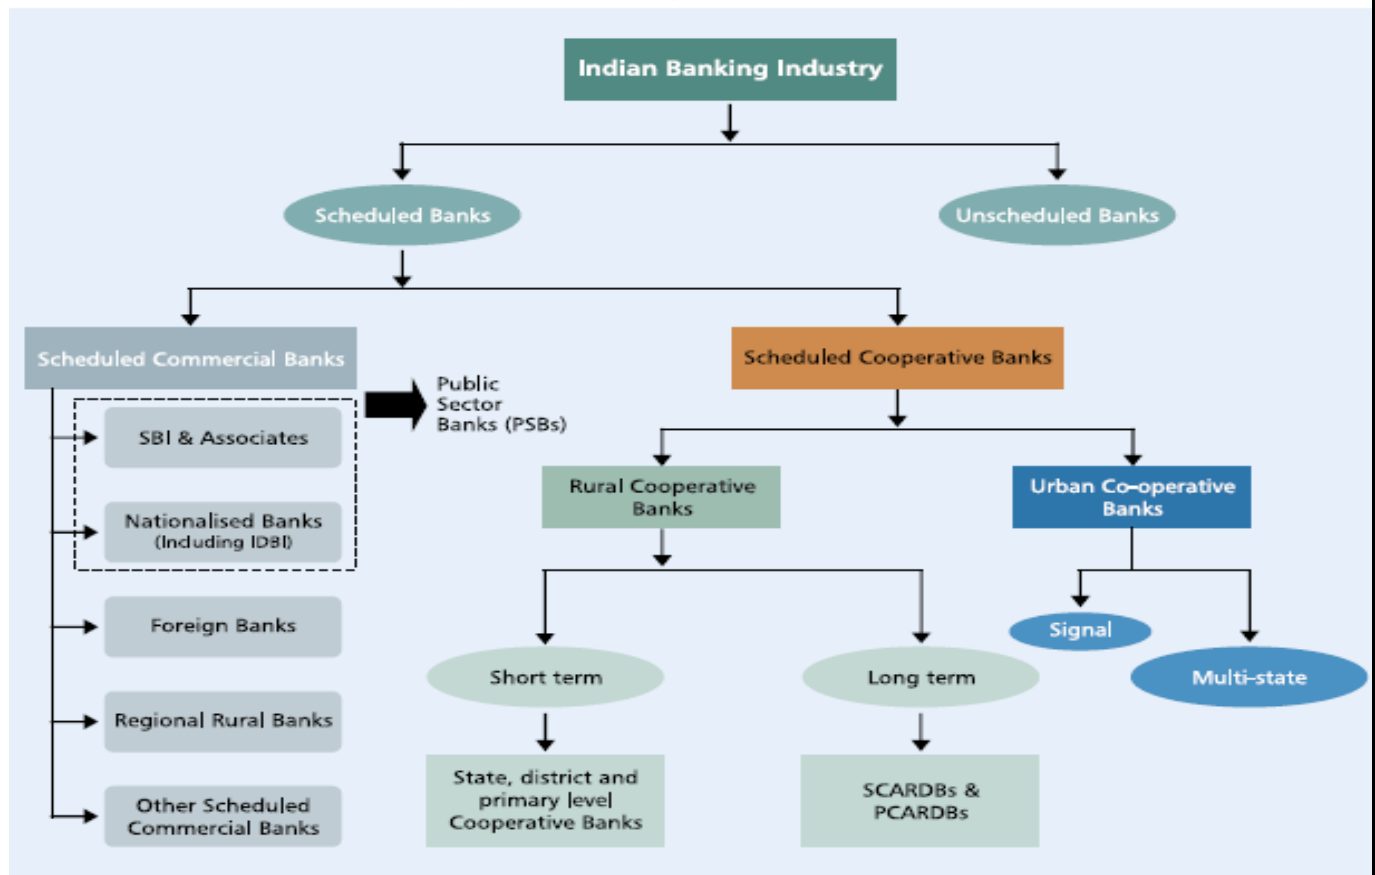 Indian Banking Industry
Scheduled Banks
Unscheduled Banks
Scheduled Commercial Banks
Scheduled Cooperative Banks
Public
Sector
Banks (PSBs)
SBI & Associates
Nationalised Banks
(Including IDBI)
Foreign Banks
Regional Rural Banks
Other Scheduled
Commercial Banks
Rural Cooperative
Banks
Urban Co-operative
Banks
Short term
Long term
Signal
Multi-state
State, district and
primary level
Cooperative Banks
SCARDBs &
PCARDBs